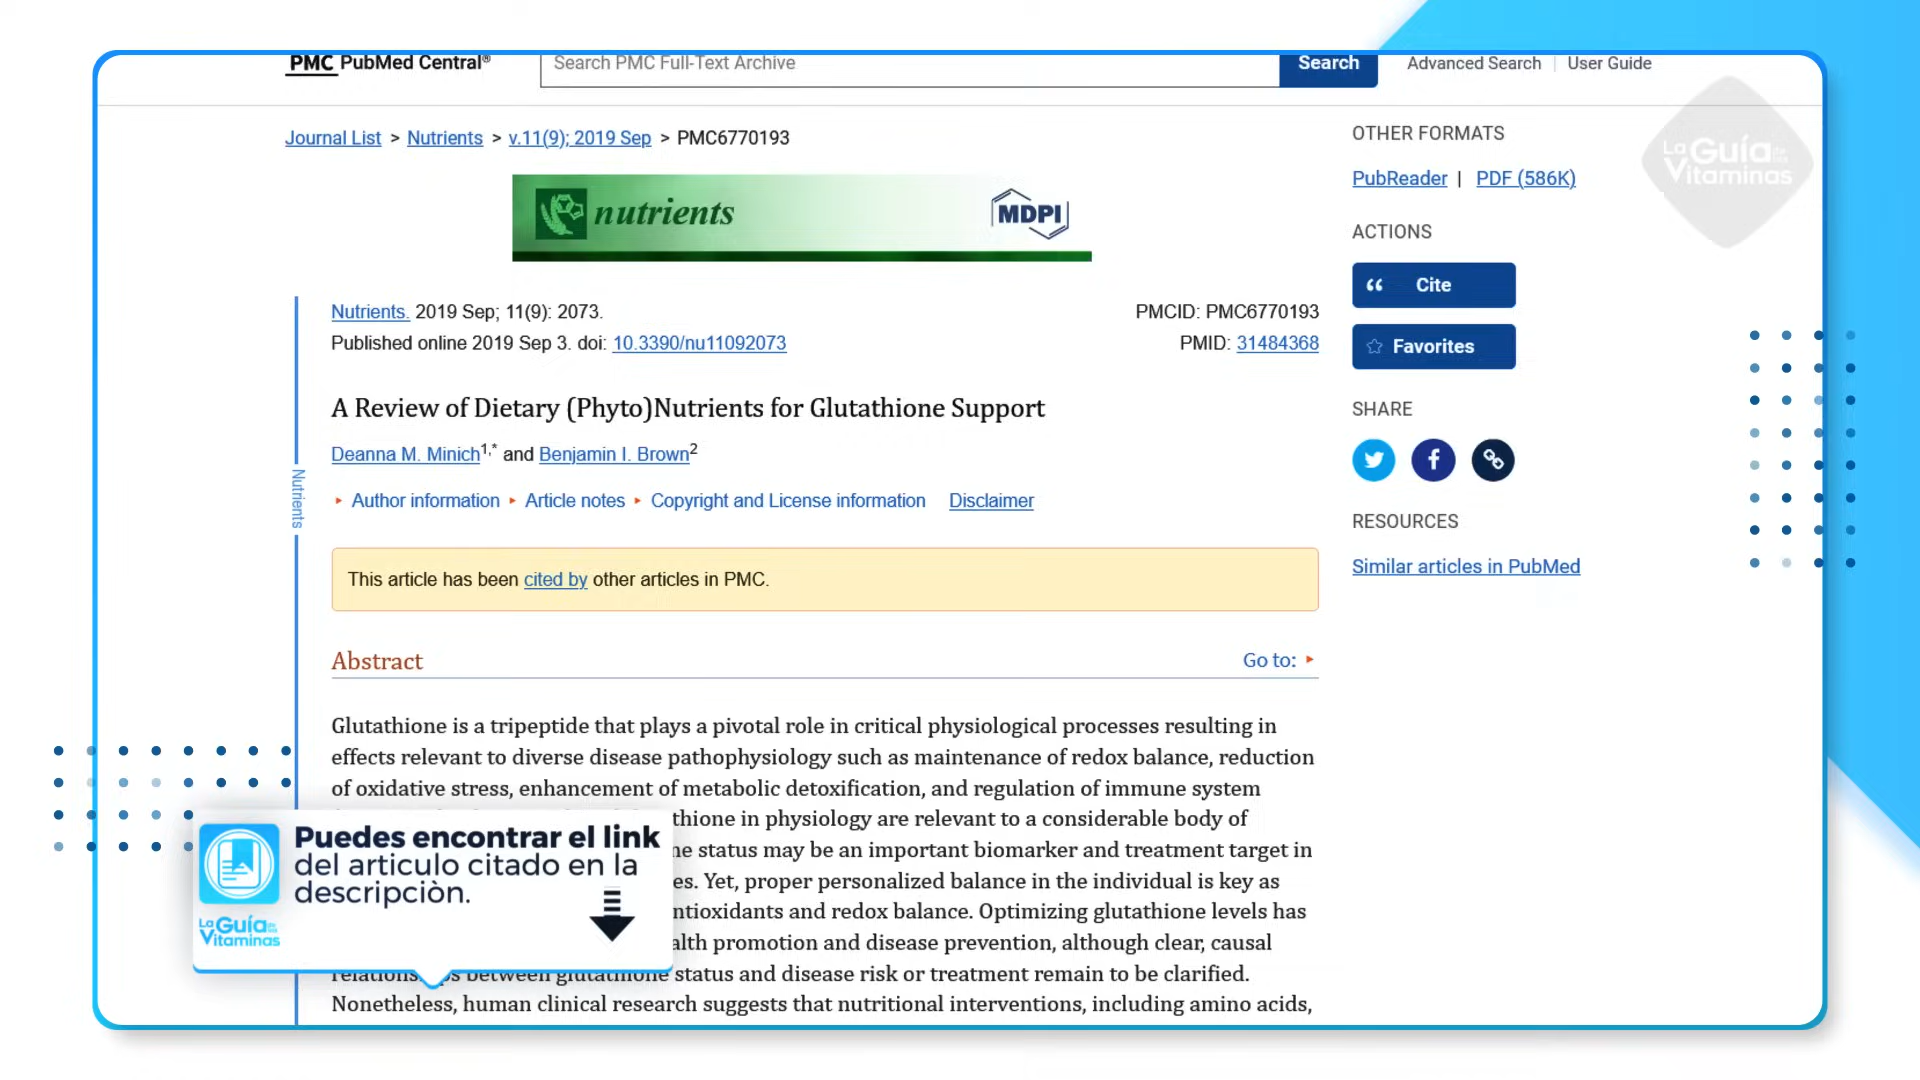 PMC PubMed Central®
Search PMC Full-Text Archive
Search
Advanced Search
User Guide
Journal List > Nutrients > v.11(9); 2019 Sep > PMC6770193
nutrients
MDPI
Nutrients. 2019 Sep; 11(9): 2073.
PMCID: PMC6770193
Published online 2019 Sep 3. doi: 10.3390/nu11092073
PMID: 31484368
A Review of Dietary (Phyto)Nutrients for Glutathione Support
Deanna M. Minich1,* and Benjamin I. Brown2
Author information Article notes Copyright and License information Disclaimer
Nutrients
This article has been cited by other articles in PMC.
Abstract
Go to:
Glutathione is a tripeptide that plays a pivotal role in critical physiological processes resulting in
effects relevant to diverse disease pathophysiology such as maintenance of redox balance, reduction
of oxidative stress, enhancement of metabolic detoxification, and regulation of immune system
thione in physiology are relevant to a considerable body of
status may be an important biomarker and treatment target in
es. Yet, proper personalized balance in the individual is key as
ntioxidants and redox balance. Optimizing glutathione levels has
alth promotion and disease prevention, although clear, causal
between glutathione status and disease risk or treatment remain to be clarified.
Nonetheless, human clinical research suggests that nutritional interventions, including amino acids,
OTHER FORMATS
PubReader | PDF (586K)
ACTIONS
Cite
Favorites
SHARE
RESOURCES
Similar articles in PubMed
La Guía de las
Vitaminas
Puedes encontrar el link
del articulo citado en la
descripciòn.
La Guía
Vitaminas